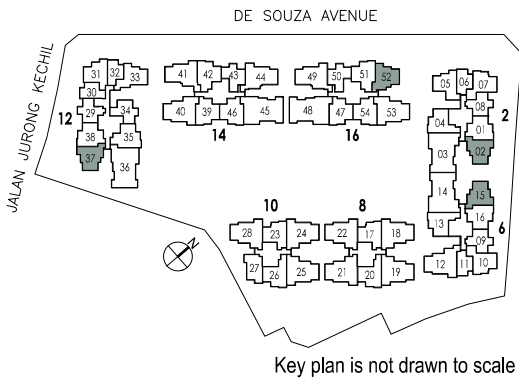 DE SOUZA AVENUE
JALAN JURONG KECHIL
31 32 33
30
29 34
12
38 35
37 36
41 42 43 44
40 39 46 45
14
49 50 51 52
48 47 54 53
16
05 06 07
08
2
04 01
03 02
14 15
16
13
6
09
12 11 10
10
28 23 24
27 26 25
8
22 17 18
21 20 19
N
Key plan is not drawn to scale